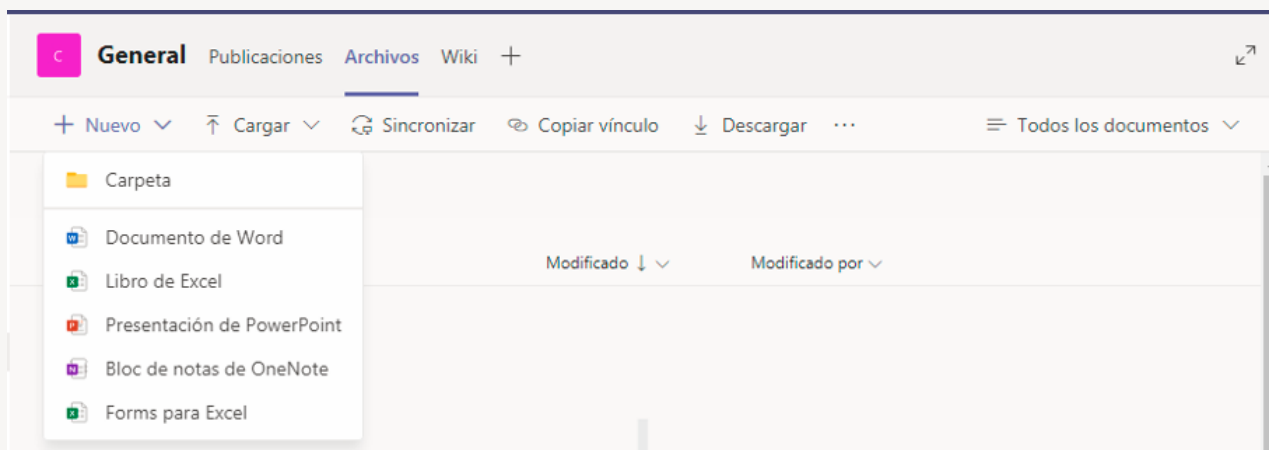 C General Publicaciones Archivos Wiki
Nuevo Cargar Sincronizar Copiar vínculo Descargar ... Todos los documentos
Carpeta
Documento de Word
Modificado Modificado por
Libro de Excel
Presentación de PowerPoint
Bloc de notas de OneNote
Forms para Excel